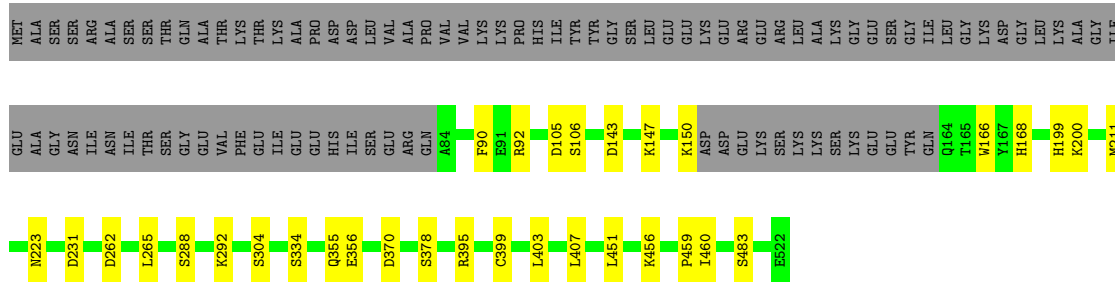 MET ALA SER SER ARG ALA SER SER THR GLN ALA THR LYS THR LYS ALA PRO ASP ASP LEU VAL ALA PRO VAL VAL LYS LYS PRO HIS ILE TYR TYR GLY SER LEU GLU GLU LYS GLU ARG GLU ARG LEU ALA LYS GLY GLU SER GLY ILE LEU GLY LYS ASP GLY LEU LYS ALA GLY ILE
GLU ALA GLY ASN ILE ASN ILE THR SER GLY GLU VAL PHE GLU ILE GLU GLU HIS ILE SER GLU ARG GLN A84 F90 E91 R92 D105 S106 D143 K147 K150 ASP ASP GLU LYS SER LYS LYS SER LYS GLU GLU TYR GLN Q164 T165 W166 Y167 H168 H199 K200 M211
N223 D231 D262 L265 S288 K292 S304 S334 Q355 E356 D370 S378 R395 C399 L403 L407 L451 K456 P459 I460 S483 E522